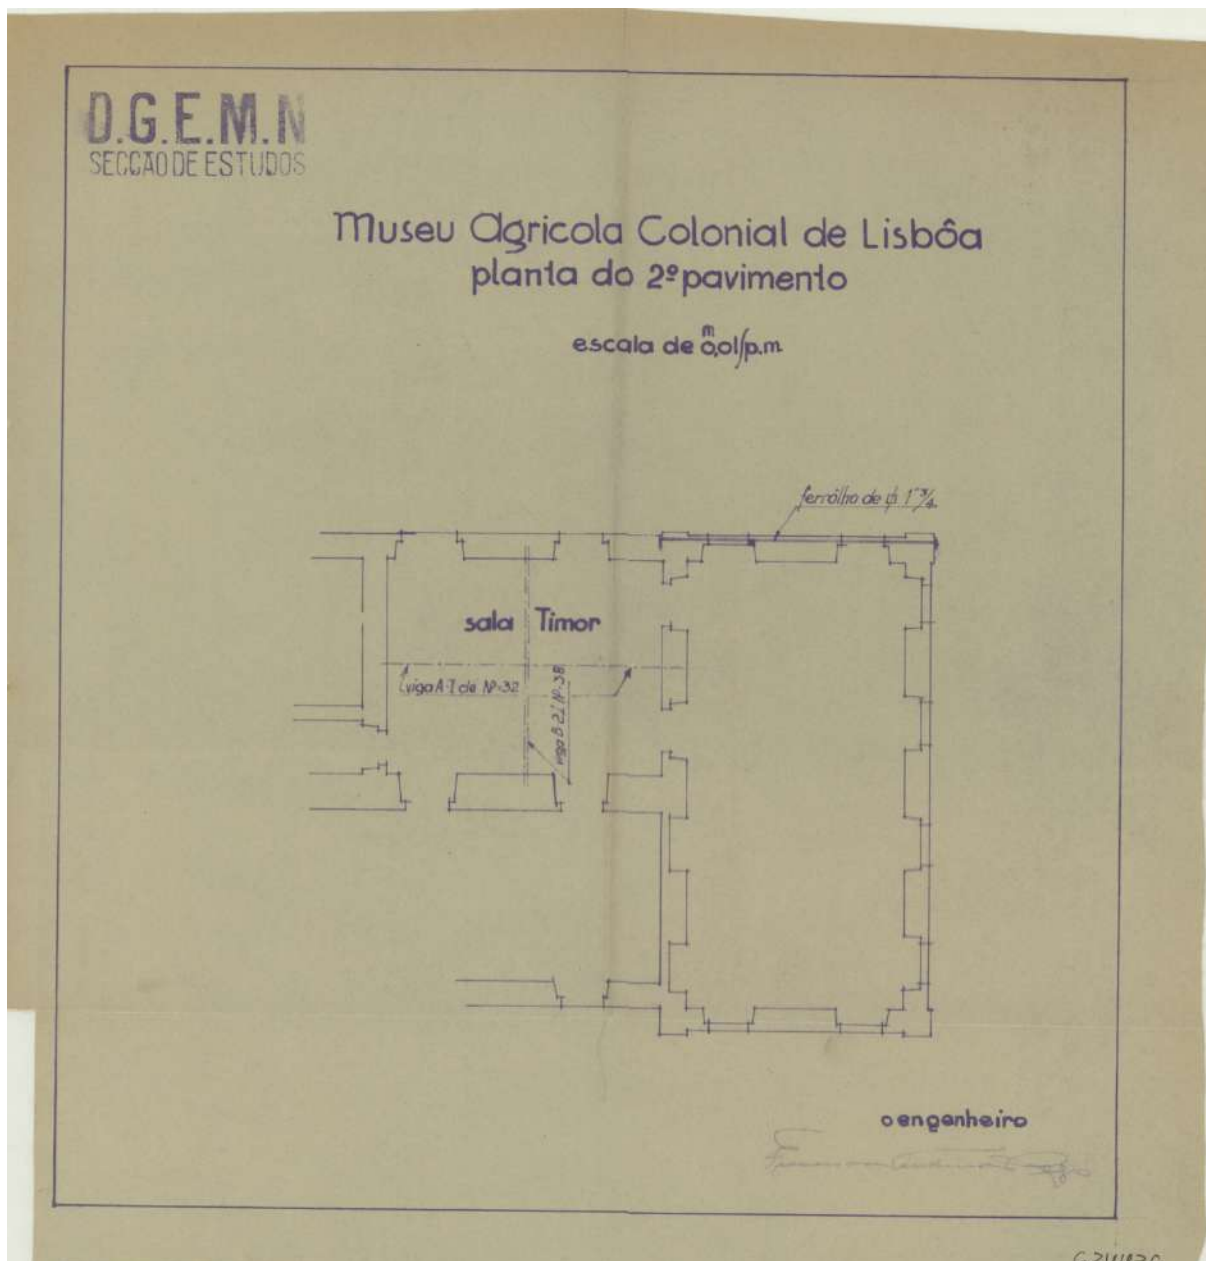 D.G.E.M.N
SECÇÃO DE ESTUDOS
Museu Agricola Colonial de Lisbôa
planta do 2º pavimento
escala de 0,01/p.m
m
ferrôlho de ϕ 1" 3/4
sala Timor
viga A-I de Nº=32
viga B-2I Nº=38
o engenheiro